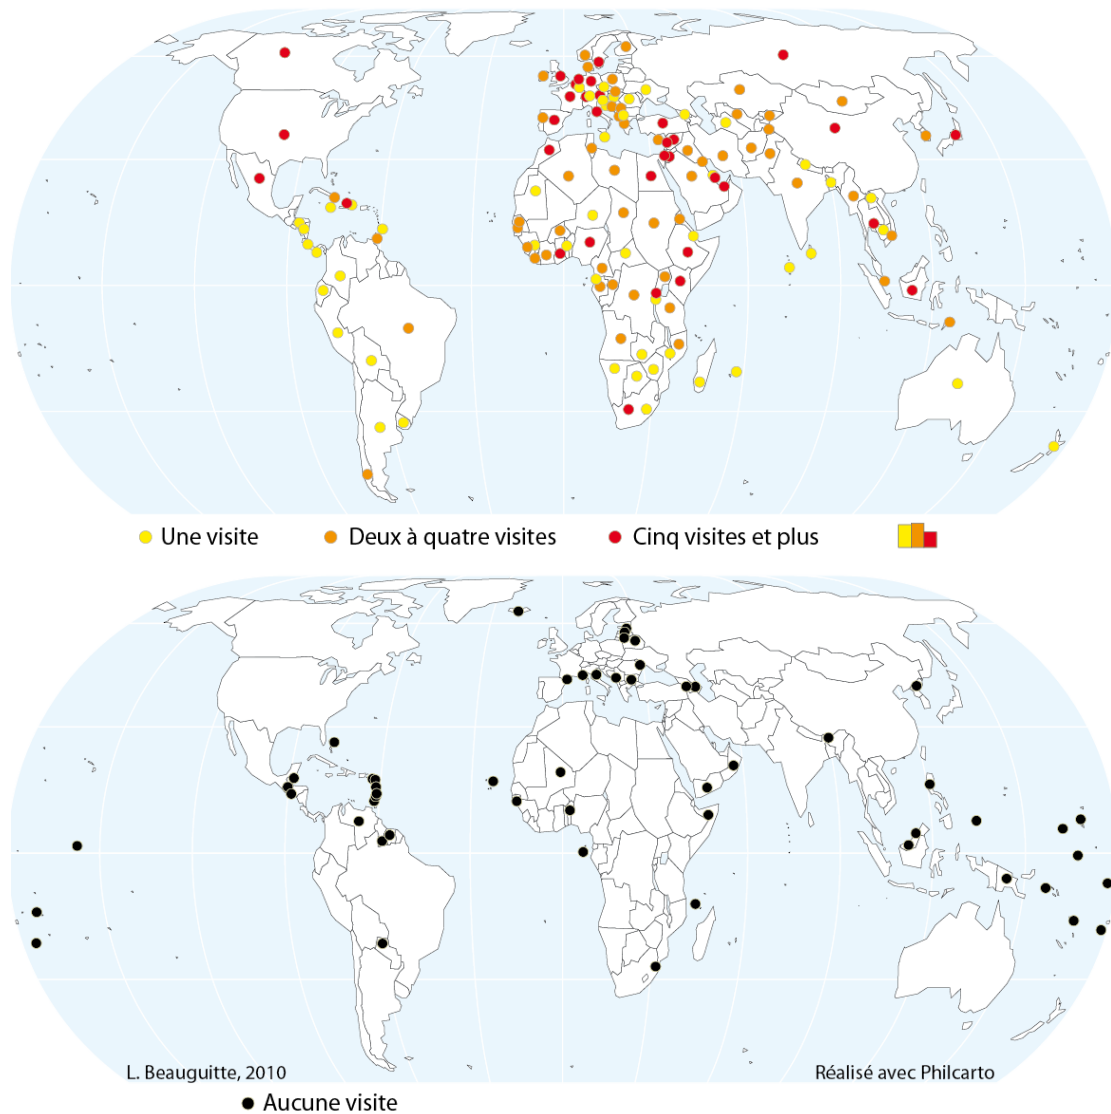 Une visite Deux à quatre visites Cinq visites et plus
L. Beauguitte, 2010 Réalisé avec Philcarto
Aucune visite